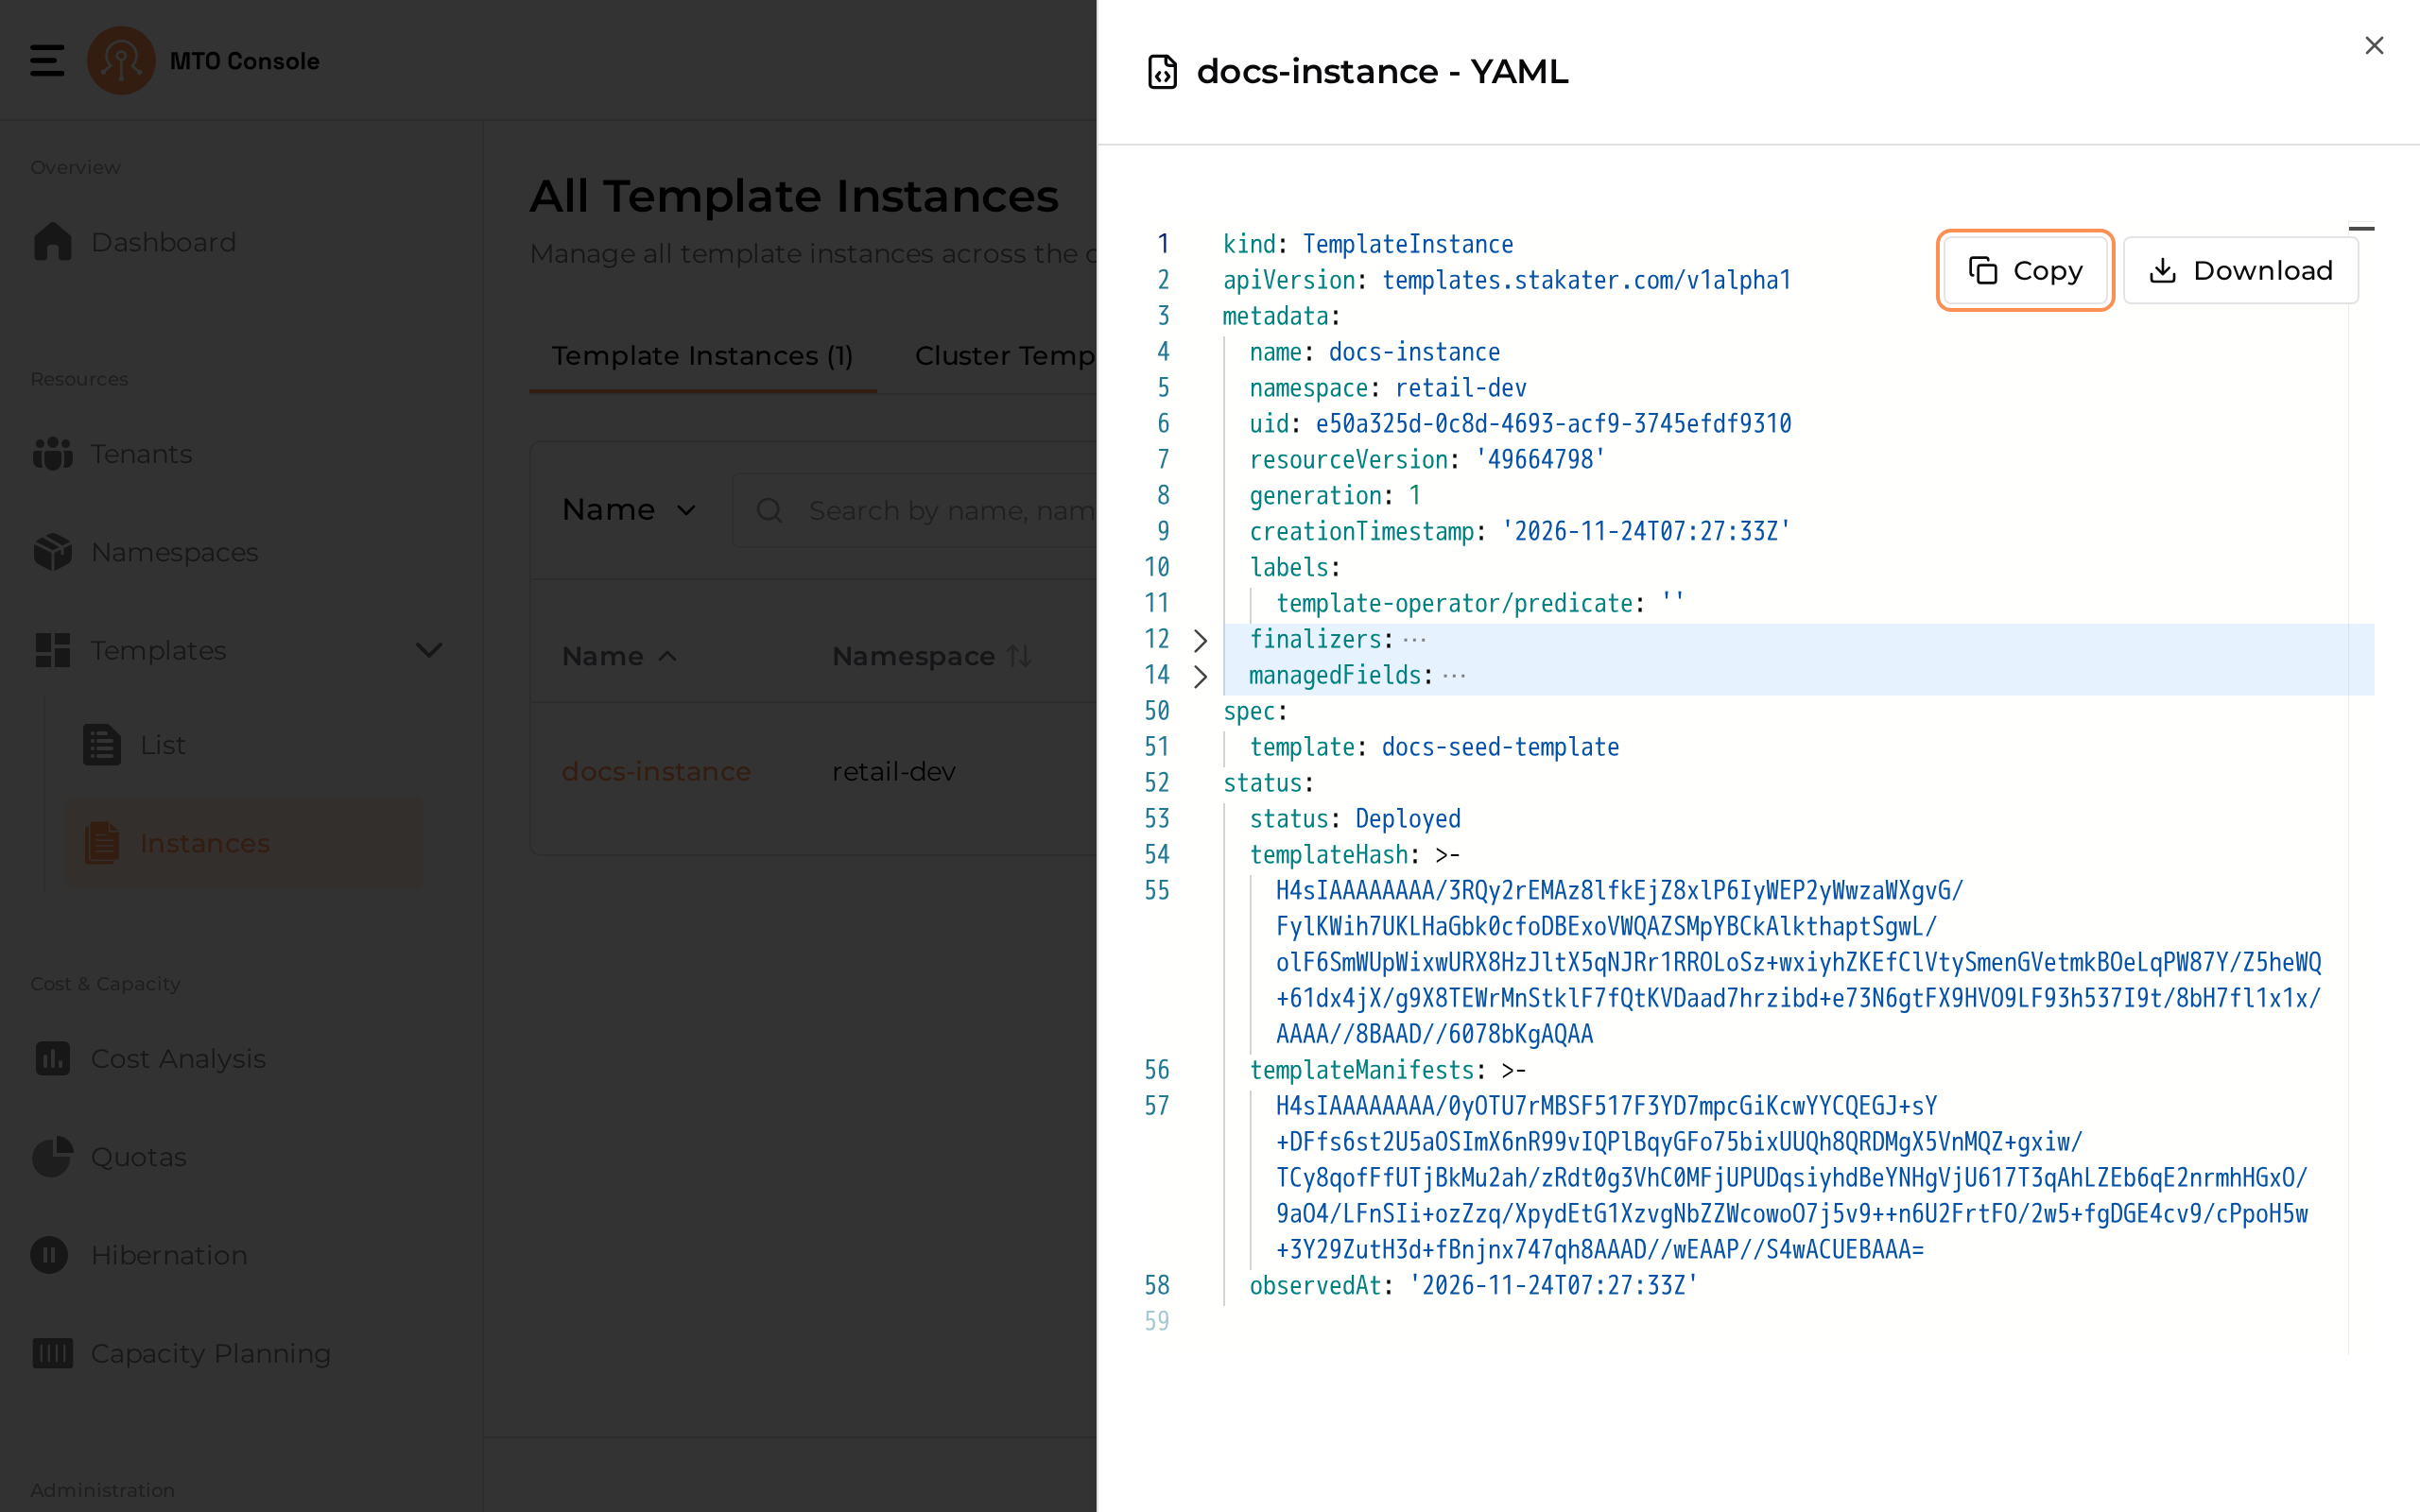 MTO Console
Overview
Dashboard
Resources
Tenants
Namespaces
Templates
List
Instances
Cost & Capacity
Cost Analysis
Quotas
Hibernation
Capacity Planning
Administration
All Template Instances
Manage all template instances across the c
Template Instances (1)
Cluster Temp
Name
Search by name, nam
Name
Namespace
docs-instance
retail-dev
docs-instance - YAML
Copy
Download
1 kind: TemplateInstance
2 apiVersion: templates.stakater.com/v1alpha1
3 metadata:
4 name: docs-instance
5 namespace: retail-dev
6 uid: e50a325d-0c8d-4693-acf9-3745efdf9310
7 resourceVersion: '49664798'
8 generation: 1
9 creationTimestamp: '2026-11-24T07:27:33Z'
10 labels:
11 template-operator/predicate: ''
12 finalizers: ···
14 managedFields: ···
50 spec:
51 template: docs-seed-template
52 status:
53 status: Deployed
54 templateHash: >-
55 H4sIAAAAAAAA/3RQy2rEMAz8lfkEjZ8xlP6IyWEP2yWwzaWXgvG/
FylKWih7UKLHaGbk0cfoDBExoVWQAZSMpYBCkAlkthaptSgwL/
olF6SmWUpWixwURX8HzJltX5qNJRr1RROLoSz+wxiyhZKEfClVtySmenGVetmkBOeLqPW87Y/Z5heWQ
+61dx4jX/g9X8TEWrMnStklF7fQtKVDaad7hrzibd+e73N6gtFX9HVO9LF93h537I9t/8bH7fl1x1x/
AAAA//8BAAD//6078bKgAQAA
56 templateManifests: >-
57 H4sIAAAAAAAA/0yOTU7rMBSF517F3YD7mpcGiKcwYYCQEGJ+sY
+DFfs6st2U5aOSImX6nR99vIQPlBqyGFo75bixUUQh8QRDMgX5VnMQZ+gxiw/
TCy8qofFfUTjBkMu2ah/zRdt0g3VhC0MFjUPUDqsiyhdBeYNHgVjU617T3qAhLZEb6qE2nrmhHGxO/
9aO4/LFnSIi+ozZzq/XpydEtG1XzvgNbZZWcowoO7j5v9++n6U2FrtFO/2w5+fgDGE4cv9/cPpoH5w
+3Y29ZutH3d+fBnjnx747qh8AAAD//wEAAP//S4wACUEBAAA=
58 observedAt: '2026-11-24T07:27:33Z'
59